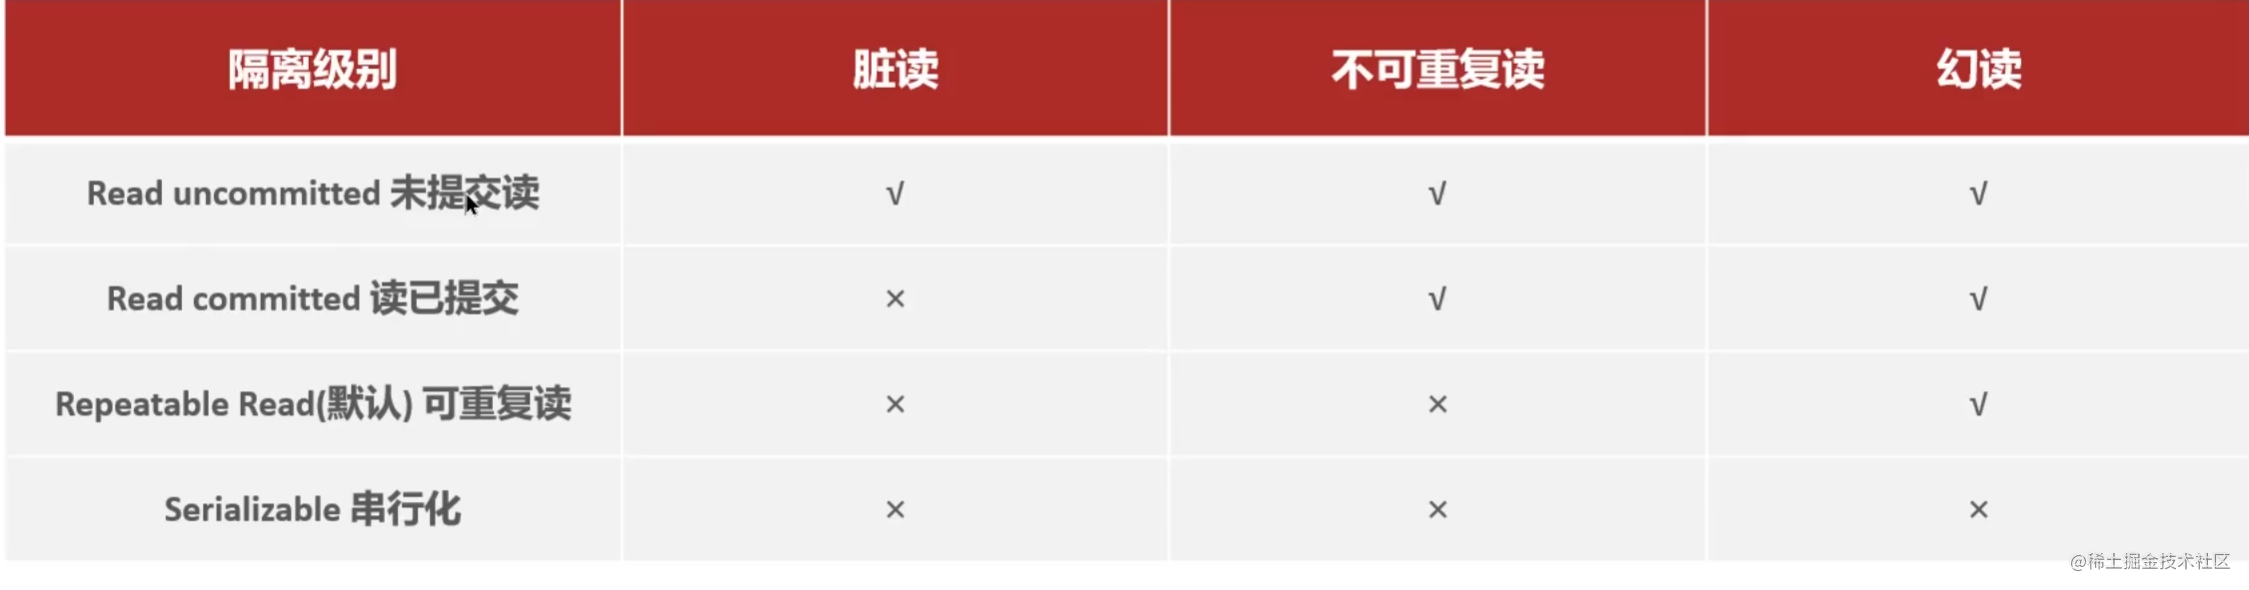 隔离级别 脏读 不可重复读 幻读
Read uncommitted 未提交读 √ √ √
Read committed 读已提交 × √ √
Repeatable Read(默认) 可重复读 × × √
Serializable 串行化 × × ×
@稀土掘金技术社区